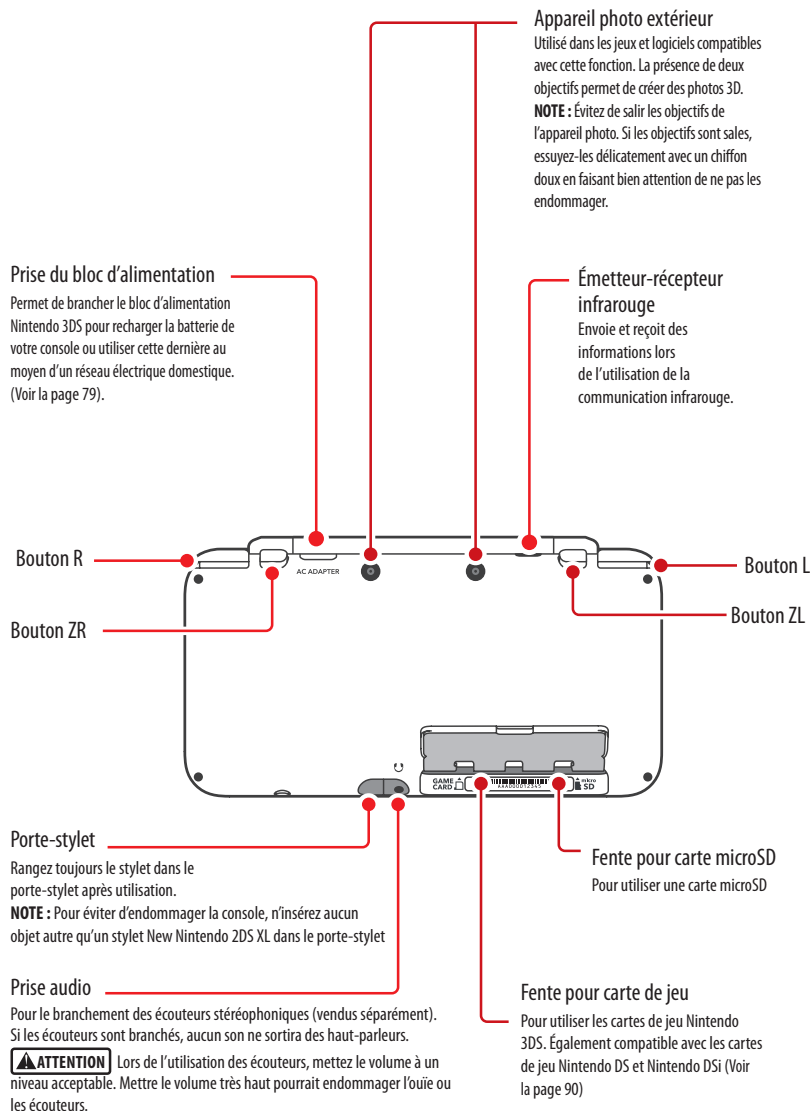 Appareil photo extérieur
Utilisé dans les jeux et logiciels compatibles
avec cette fonction. La présence de deux
objectifs permet de créer des photos 3D.
NOTE : Évitez de salir les objectifs de
l'appareil photo. Si les objectifs sont sales,
essuyez-les délicatement avec un chiffon
doux en faisant bien attention de ne pas les
endommager.
Prise du bloc d'alimentation
Permet de brancher le bloc d'alimentation
Nintendo 3DS pour recharger la batterie de
votre console ou utiliser cette dernière au
moyen d'un réseau électrique domestique.
(Voir la page 79).
Émetteur-récepteur
infrarouge
Envoie et reçoit des
informations lors
de l'utilisation de la
communication infrarouge.
Bouton R
AC ADAPTER
Bouton L
Bouton ZR
Bouton ZL
GAME
CARD
AAA000012345
micro
SD
Porte-stylet
Rangez toujours le stylet dans le
porte-stylet après utilisation.
NOTE : Pour éviter d'endommager la console, n'insérez aucun
objet autre qu'un stylet New Nintendo 2DS XL dans le porte-stylet
Fente pour carte microSD
Pour utiliser une carte microSD
Prise audio
Pour le branchement des écouteurs stéréophoniques (vendus séparément).
Si les écouteurs sont branchés, aucun son ne sortira des haut-parleurs.
ATTENTION Lors de l'utilisation des écouteurs, mettez le volume à un
niveau acceptable. Mettre le volume très haut pourrait endommager l'ouïe ou
les écouteurs.
Fente pour carte de jeu
Pour utiliser les cartes de jeu Nintendo
3DS. Également compatible avec les cartes
de jeu Nintendo DS et Nintendo DSi (Voir
la page 90)